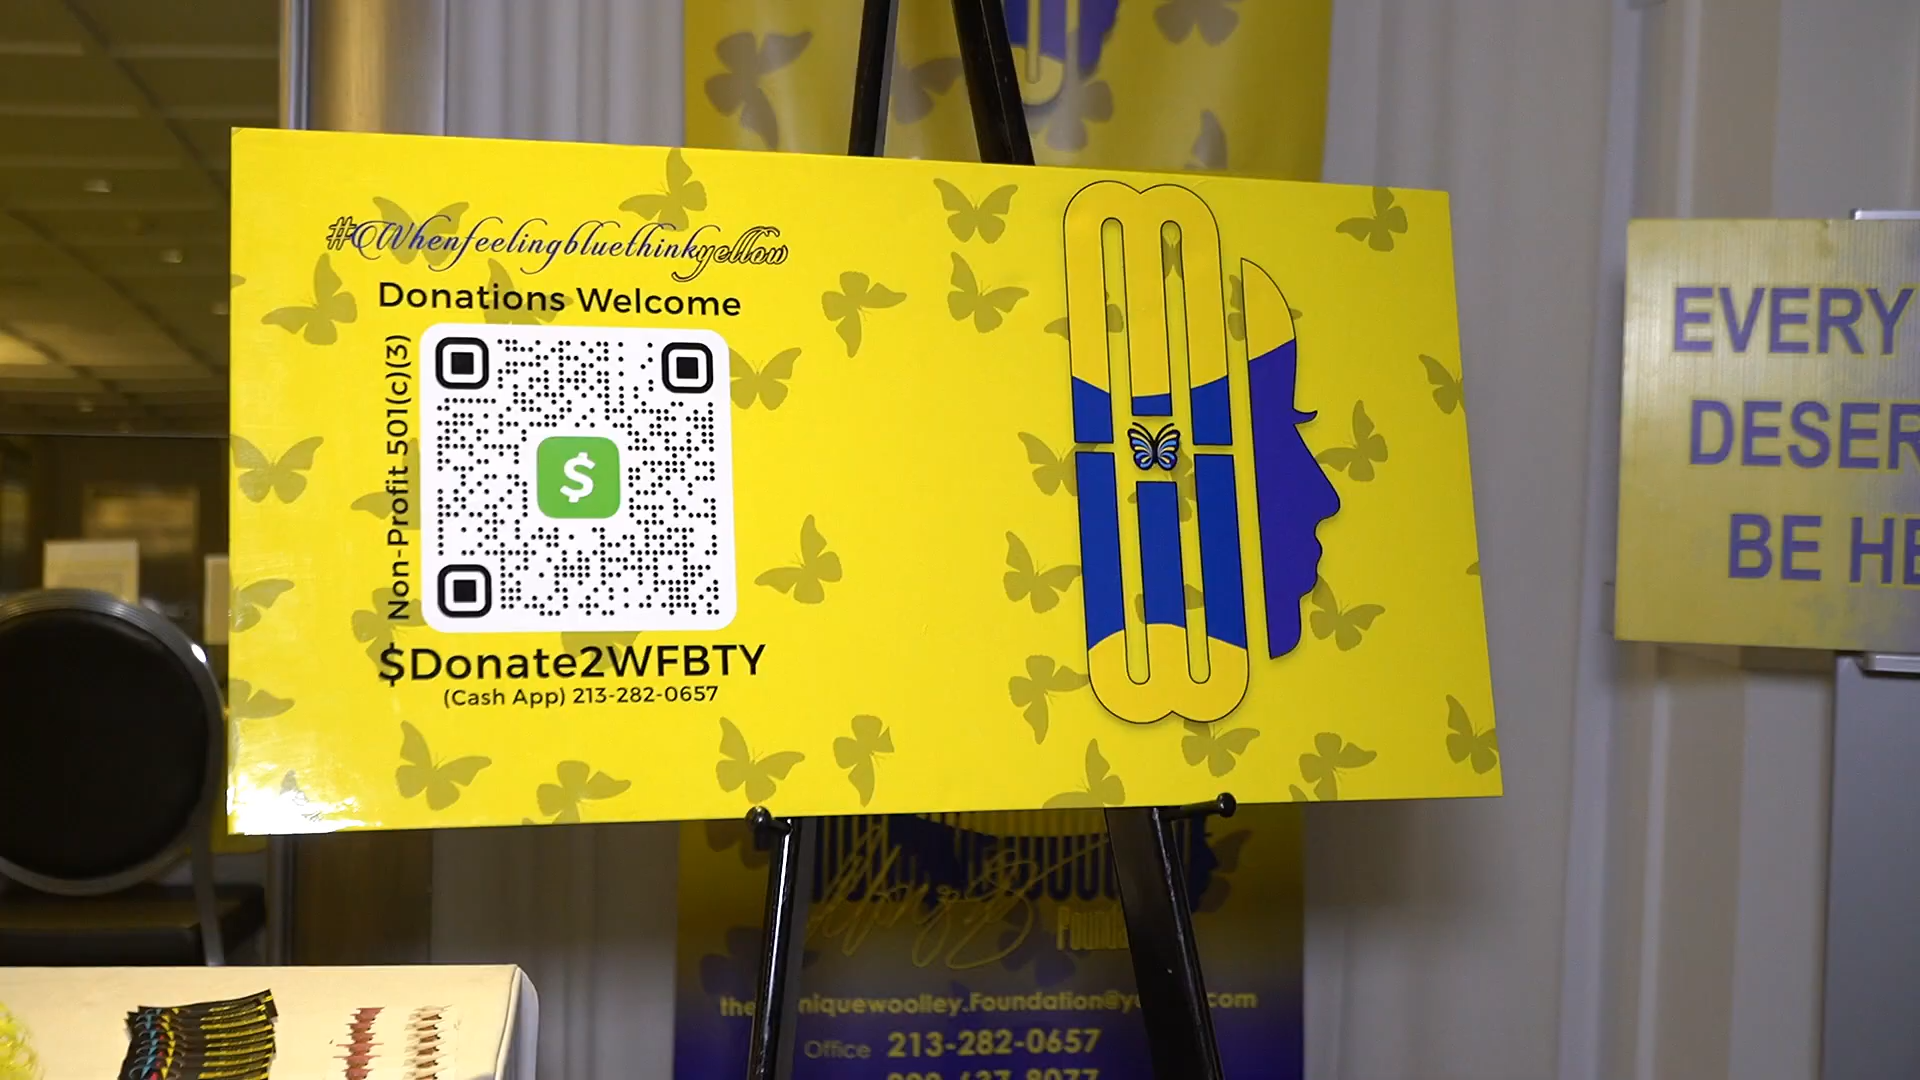 #Whenfeelingbluethinkyellow
Donations Welcome
Non-Profit 501(c)(3)
$
$Donate2WFBTY
(Cash App) 213-282-0657
EVERY
DESER
BE HE
Office 213-282-0657